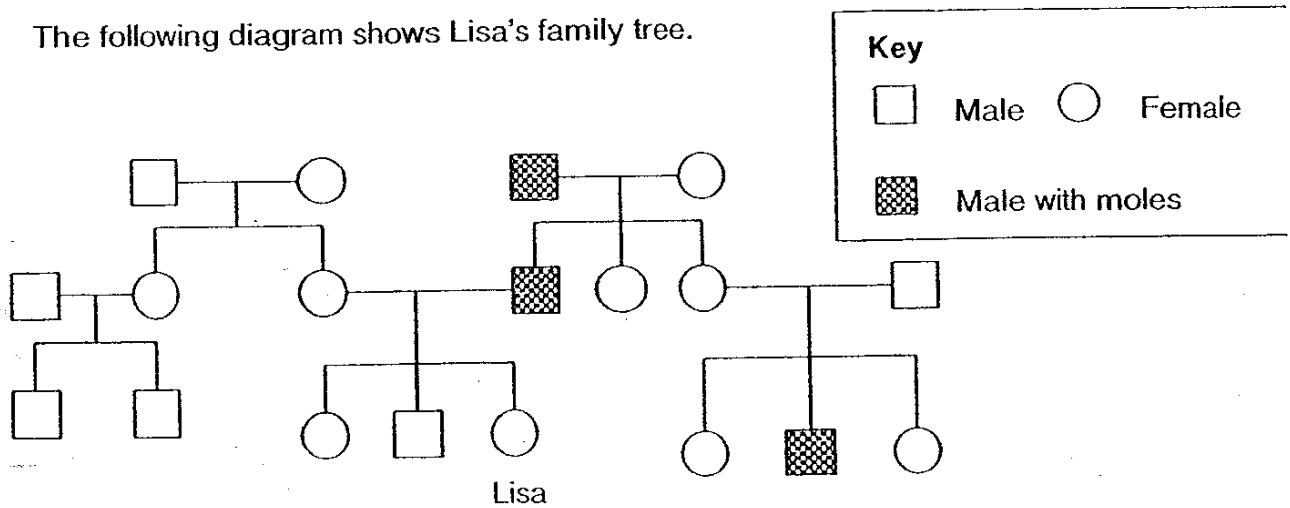 The following diagram shows Lisa's family tree.
Key
Male Female
Male with moles
Lisa